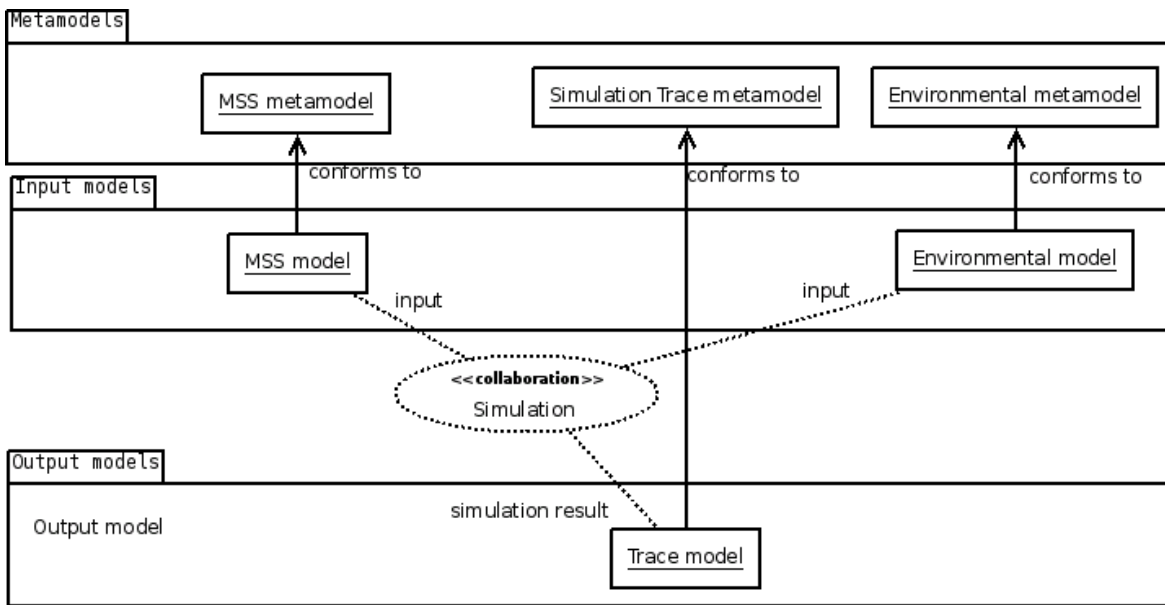 Metamodels
MSS metamodel
Simulation Trace metamodel
Environmental metamodel
conforms to
conforms to
conforms to
Input models
MSS model
Environmental model
input
input
<<collaboration>>
Simulation
Output models
simulation result
Output model
Trace model